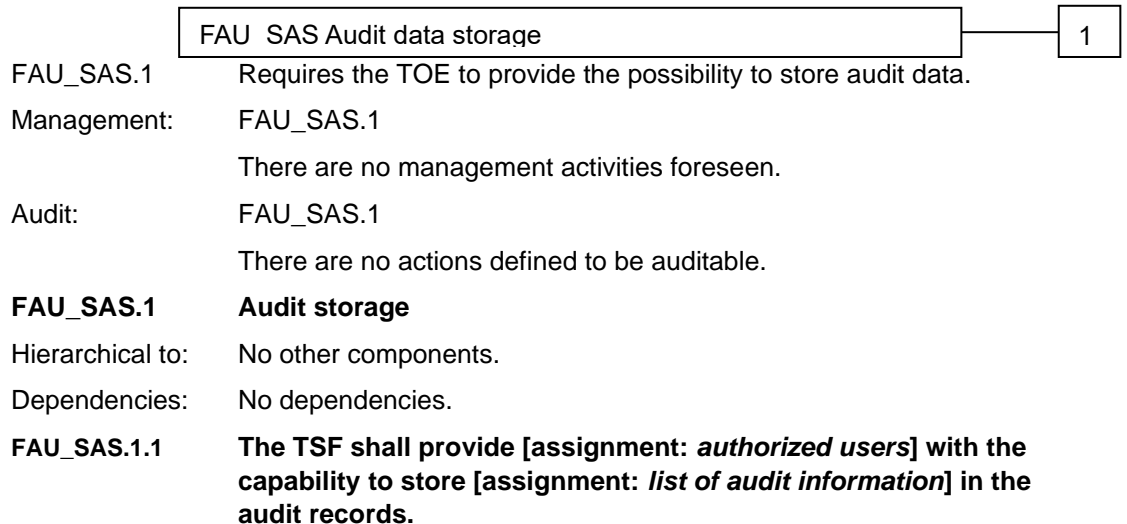 FAU_SAS Audit data storage 1
FAU_SAS.1 Requires the TOE to provide the possibility to store audit data.
Management: FAU_SAS.1
There are no management activities foreseen.
Audit: FAU_SAS.1
There are no actions defined to be auditable.
FAU_SAS.1 Audit storage
Hierarchical to: No other components.
Dependencies: No dependencies.
FAU_SAS.1.1 The TSF shall provide [assignment: authorized users] with the
capability to store [assignment: list of audit information] in the
audit records.